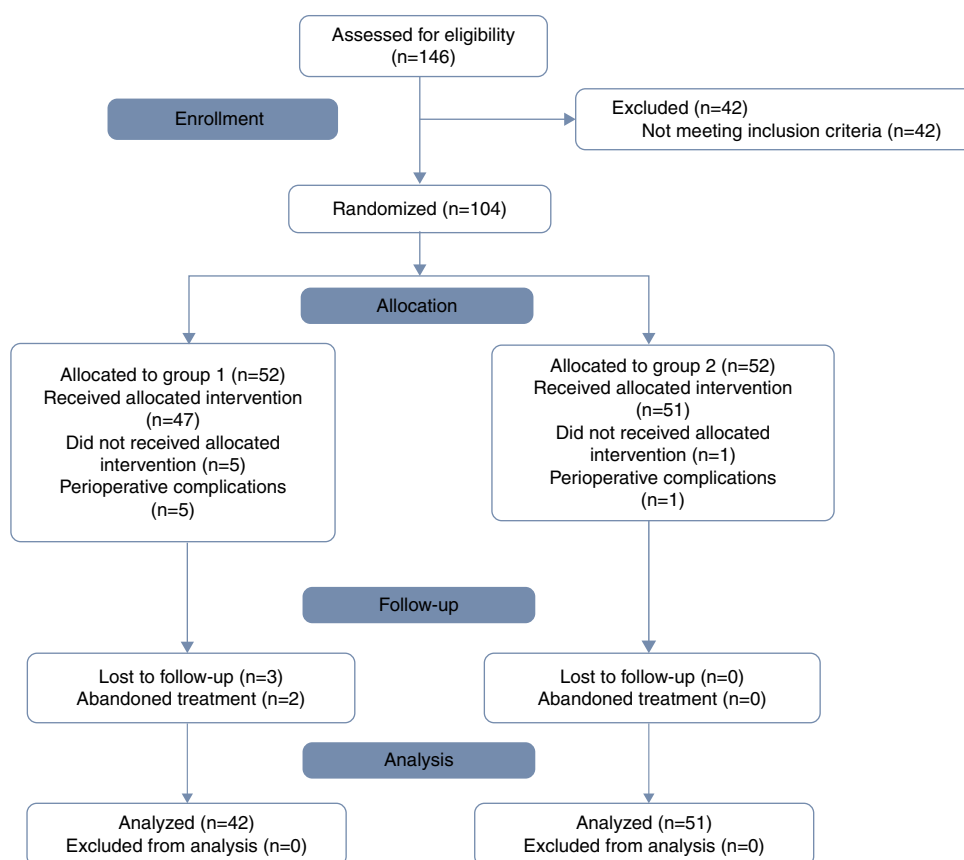 Assessed for eligibility
(n=146)
Enrollment
Excluded (n=42)
Not meeting inclusion criteria (n=42)
Randomized (n=104)
Allocation
Allocated to group 1 (n=52)
Received allocated intervention
(n=47)
Did not received allocated
intervention (n=5)
Perioperative complications
(n=5)
Allocated to group 2 (n=52)
Received allocated intervention
(n=51)
Did not received allocated
intervention (n=1)
Perioperative complications
(n=1)
Follow-up
Lost to follow-up (n=3)
Abandoned treatment (n=2)
Lost to follow-up (n=0)
Abandoned treatment (n=0)
Analysis
Analyzed (n=42)
Excluded from analysis (n=0)
Analyzed (n=51)
Excluded from analysis (n=0)